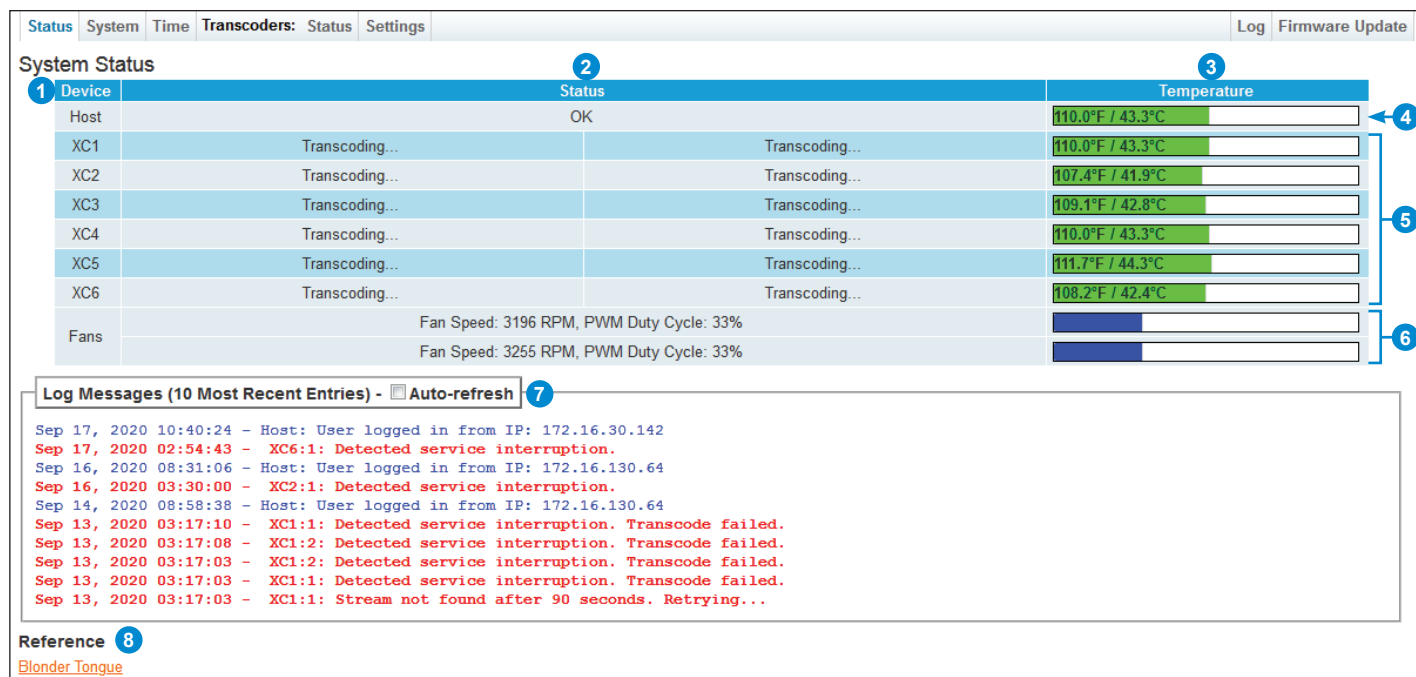 Status System Time Transcoders: Status Settings Log Firmware Update
System Status
2 3
1 Device Status Temperature
Host OK 110.0°F / 43.3°C 4
XC1 Transcoding... Transcoding... 110.0°F / 43.3°C
XC2 Transcoding... Transcoding... 107.4°F / 41.9°C
XC3 Transcoding... Transcoding... 109.1°F / 42.8°C
5
XC4 Transcoding... Transcoding... 110.0°F / 43.3°C
XC5 Transcoding... Transcoding... 111.7°F / 44.3°C
XC6 Transcoding... Transcoding... 108.2°F / 42.4°C
Fan Speed: 3196 RPM, PWM Duty Cycle: 33%
Fans 6
Fan Speed: 3255 RPM, PWM Duty Cycle: 33%
Log Messages (10 Most Recent Entries) - Auto-refresh 7
Sep 17, 2020 10:40:24 - Host: User logged in from IP: 172.16.30.142
Sep 17, 2020 02:54:43 - XC6:1: Detected service interruption.
Sep 16, 2020 08:31:06 - Host: User logged in from IP: 172.16.130.64
Sep 16, 2020 03:30:00 - XC2:1: Detected service interruption.
Sep 14, 2020 08:58:38 - Host: User logged in from IP: 172.16.130.64
Sep 13, 2020 03:17:10 - XC1:1: Detected service interruption. Transcode failed.
Sep 13, 2020 03:17:08 - XC1:2: Detected service interruption. Transcode failed.
Sep 13, 2020 03:17:03 - XC1:2: Detected service interruption. Transcode failed.
Sep 13, 2020 03:17:03 - XC1:1: Detected service interruption. Transcode failed.
Sep 13, 2020 03:17:03 - XC1:1: Stream not found after 90 seconds. Retrying...
Reference 8
Blonder Tongue